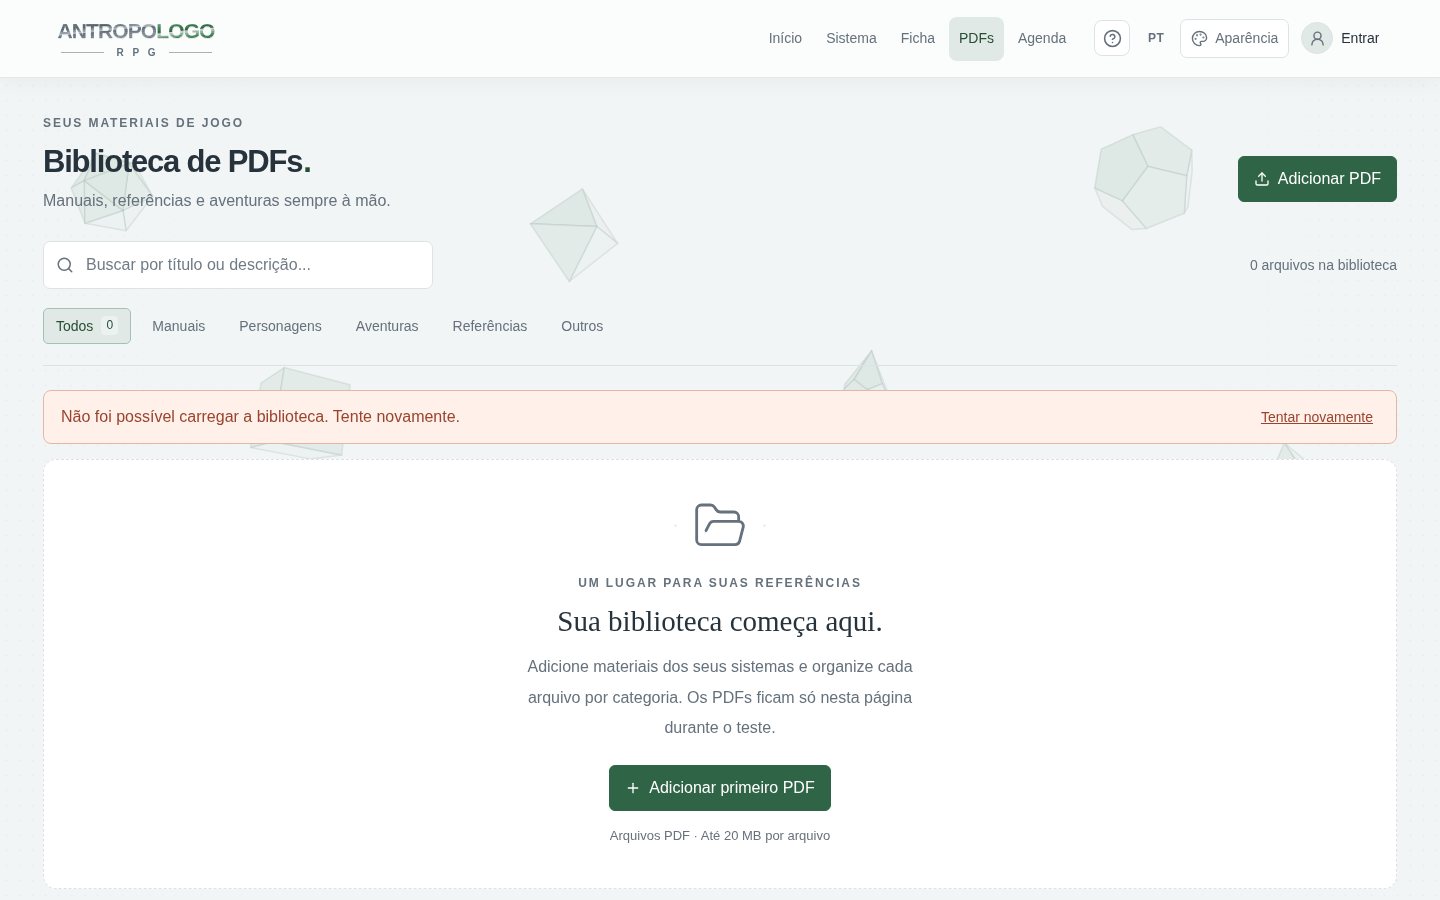 ANTROPOLOGO
RPG
Início Sistema Ficha PDFs Agenda PT Aparência Entrar
SEUS MATERIAIS DE JOGO
Biblioteca de PDFs.
Manuais, referências e aventuras sempre à mão.
Adicionar PDF
Buscar por título ou descrição...
0 arquivos na biblioteca
Todos 0 Manuais Personagens Aventuras Referências Outros
Não foi possível carregar a biblioteca. Tente novamente. Tentar novamente
UM LUGAR PARA SUAS REFERÊNCIAS
Sua biblioteca começa aqui.
Adicione materiais dos seus sistemas e organize cada
arquivo por categoria. Os PDFs ficam só nesta página
durante o teste.
Adicionar primeiro PDF
Arquivos PDF · Até 20 MB por arquivo